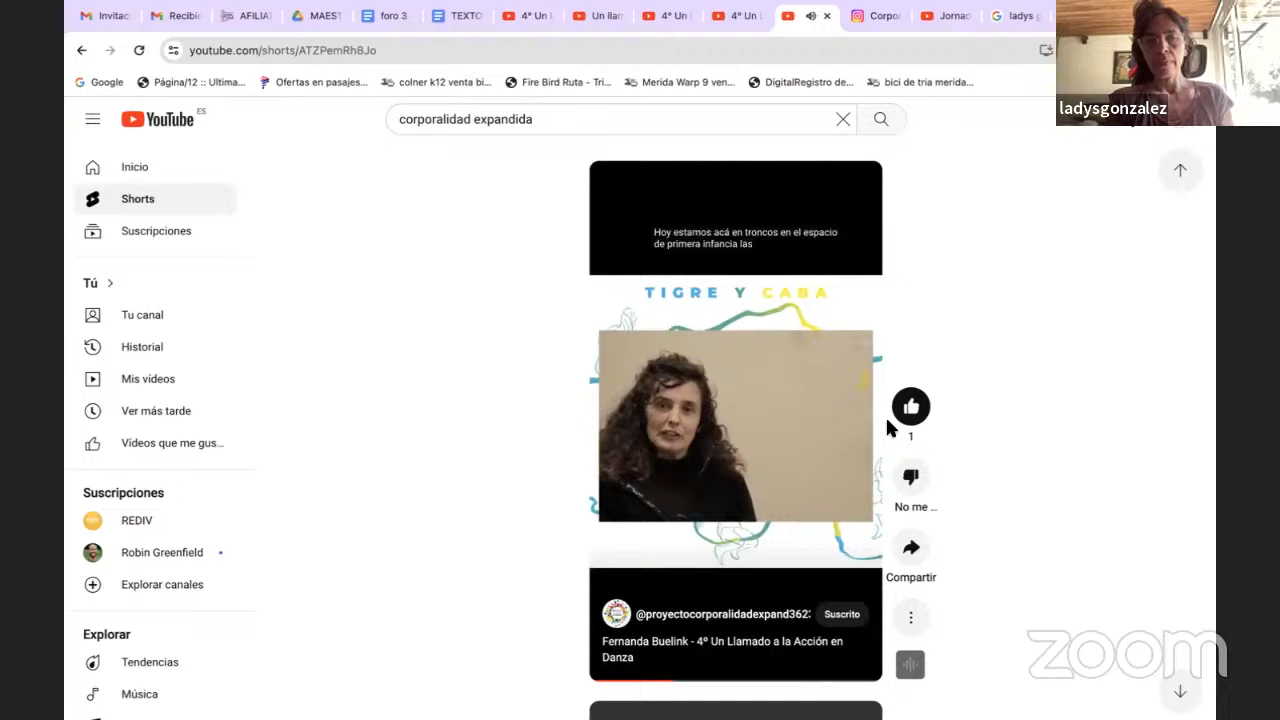 Invitac
Recibid
AFILIAT
MAEST
foro 3
TEXTO
4º Un
Un llam
4º Un l
4º Un l
Corpo
Jornad
ladys g
youtube.com/shorts/ATZPemRh8Jo
Google
Página/12 :: Ultima...
Ofertas en pasajes...
colner k12 venta bi...
Fire Bird Ruta - Tri...
Merida Warp 9 ven...
DigitalRegistro de...
bici de tria merida...
ladysgonzalez
YouTube ES
corporalidad expandida
Inicio
Shorts
Suscripciones
Tú
Tu canal
Historial
Mis vídeos
Ver más tarde
Vídeos que me gus...
Suscripciones
REDIV
Robin Greenfield
Explorar canales
Explorar
Tendencias
Música
Hoy estamos acá en troncos en el espacio
de primera infancia las
TIGRE Y CABA
1
No me ...
Compartir
@proyectocorporalidadexpand362
Suscrito
Fernanda Buelink - 4º Un Llamado a la Acción en
Danza
zoom